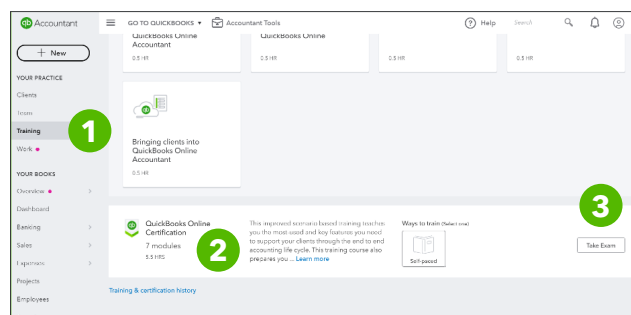 qb Accountant
GO TO QUICKBOOKS
Accountant Tools
Help
Search
+ New
YOUR PRACTICE
Clients
Team
Training
Work
YOUR BOOKS
Overview
Dashboard
Banking
Sales
Expenses
Projects
Employees
1
QuickBooks Online
Accountant
0.5 HR
QuickBooks Online
0.5 HR
0.5 HR
0.5 HR
qb
Bringing clients into
QuickBooks Online
Accountant
0.5 HR
qb
QuickBooks Online
Certification
7 modules
5.5 HRS
2
This improved scenario based training teaches
you the most used and key features you need
to support your clients through the end to end
accounting life cycle. This training course also
prepares you ... Learn more
Ways to train (Select one)
Self-paced
3
Take Exam
Training & certification history